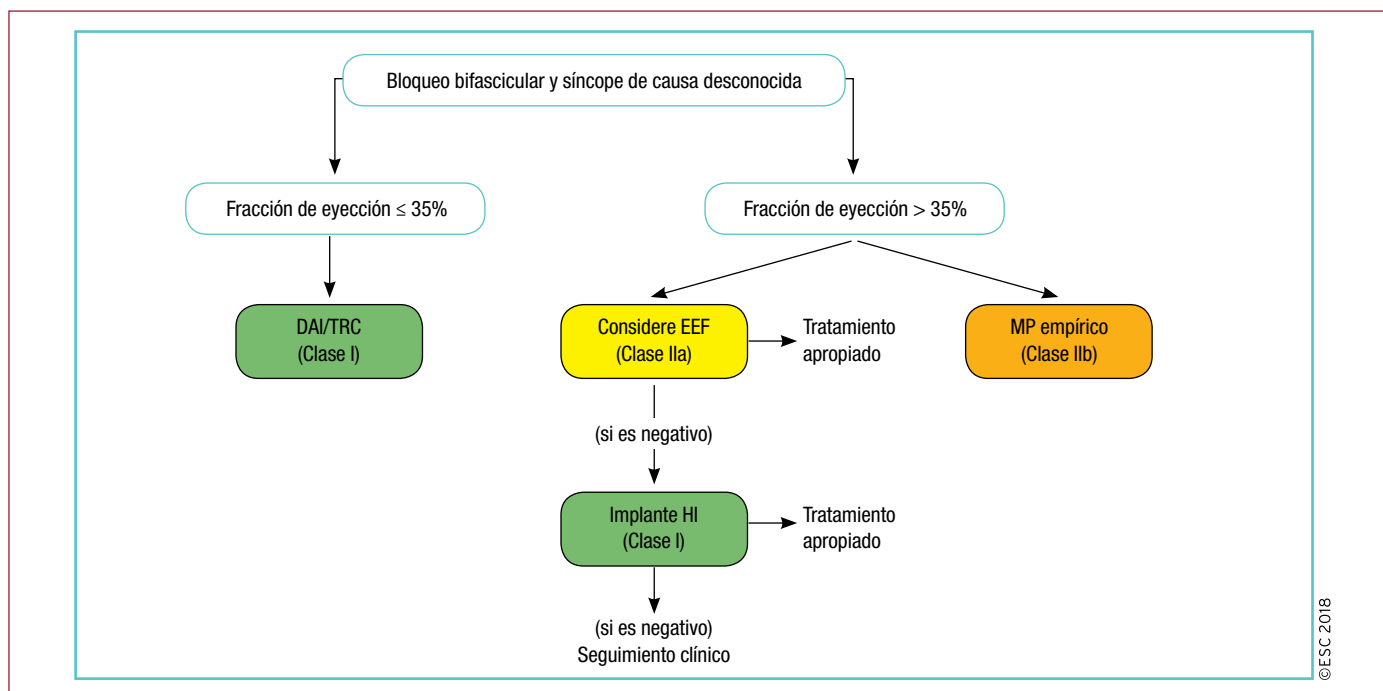 Bloqueo bifascicular y síncope de causa desconocida
Fracción de eyección ≤ 35%
Fracción de eyección > 35%
DAI/TRC
(Clase I)
Considere EEF
(Clase IIa)
Tratamiento
apropiado
MP empírico
(Clase IIb)
(si es negativo)
Implante HI
(Clase I)
Tratamiento
apropiado
(si es negativo)
Seguimiento clínico
©ESC 2018